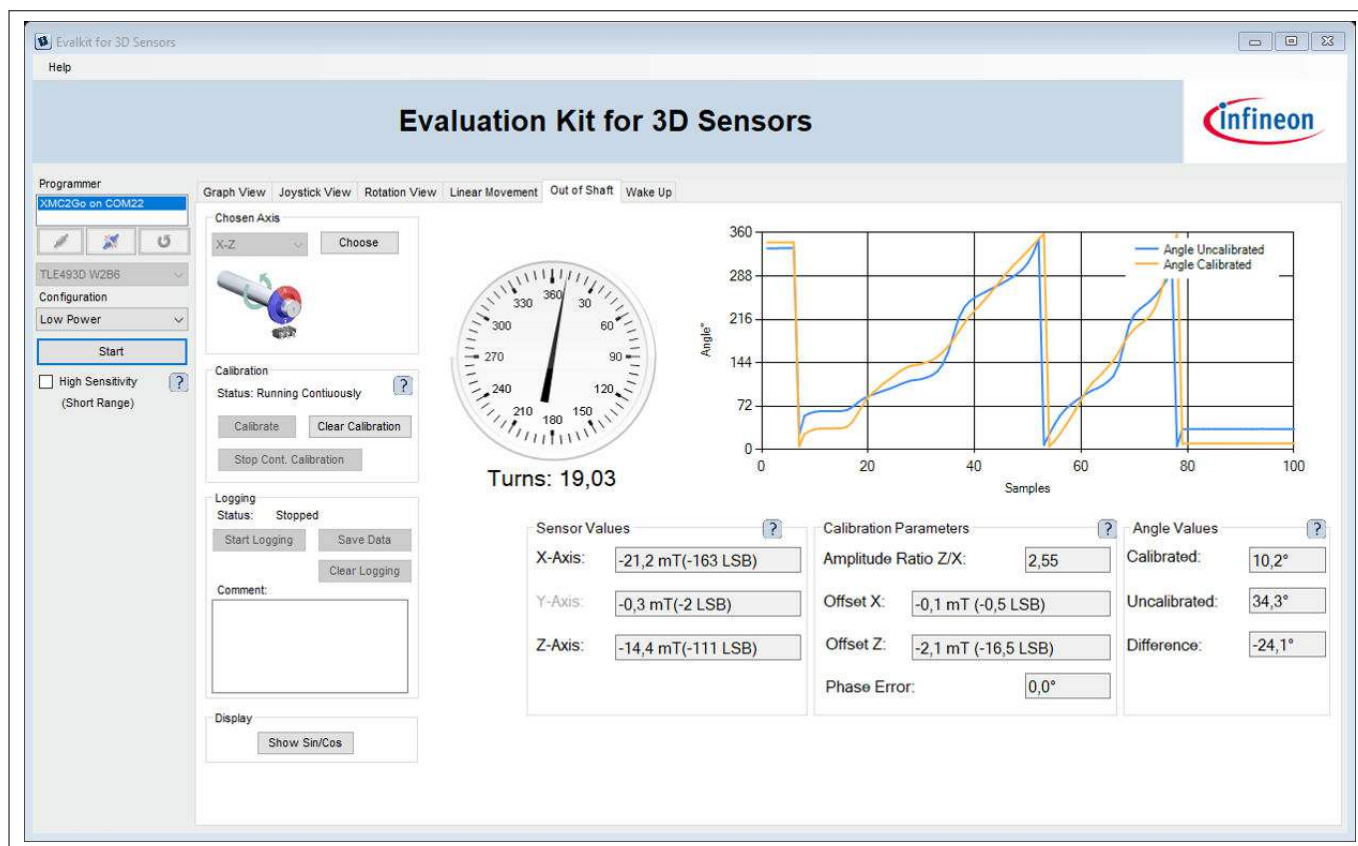 Evalkit for 3D Sensors
Help
Evaluation Kit for 3D Sensors
infineon
Programmer
XMC2Go on COM22
TLE493D W2B6
Configuration
Low Power
Start
High Sensitivity ?
(Short Range)
Graph View Joystick View Rotation View Linear Movement Out of Shaft Wake Up
Chosen Axis
X-Z Choose
Calibration
Status: Running Contiuously ?
Calibrate Clear Calibration
Stop Cont. Calibration
Logging
Status: Stopped
Start Logging Save Data
Clear Logging
Comment:
Display
Show Sin/Cos
360
330 30
300 60
270 90
240 120
210 150
180
Turns: 19,03
Angle°
360
288
216
144
72
0
0 20 40 60 80 100
Samples
Angle Uncalibrated
Angle Calibrated
Sensor Values ?
X-Axis: -21,2 mT(-163 LSB)
Y-Axis: -0,3 mT(-2 LSB)
Z-Axis: -14,4 mT(-111 LSB)
Calibration Parameters ?
Amplitude Ratio Z/X: 2,55
Offset X: -0,1 mT (-0,5 LSB)
Offset Z: -2,1 mT (-16,5 LSB)
Phase Error: 0,0°
Angle Values ?
Calibrated: 10,2°
Uncalibrated: 34,3°
Difference: -24,1°